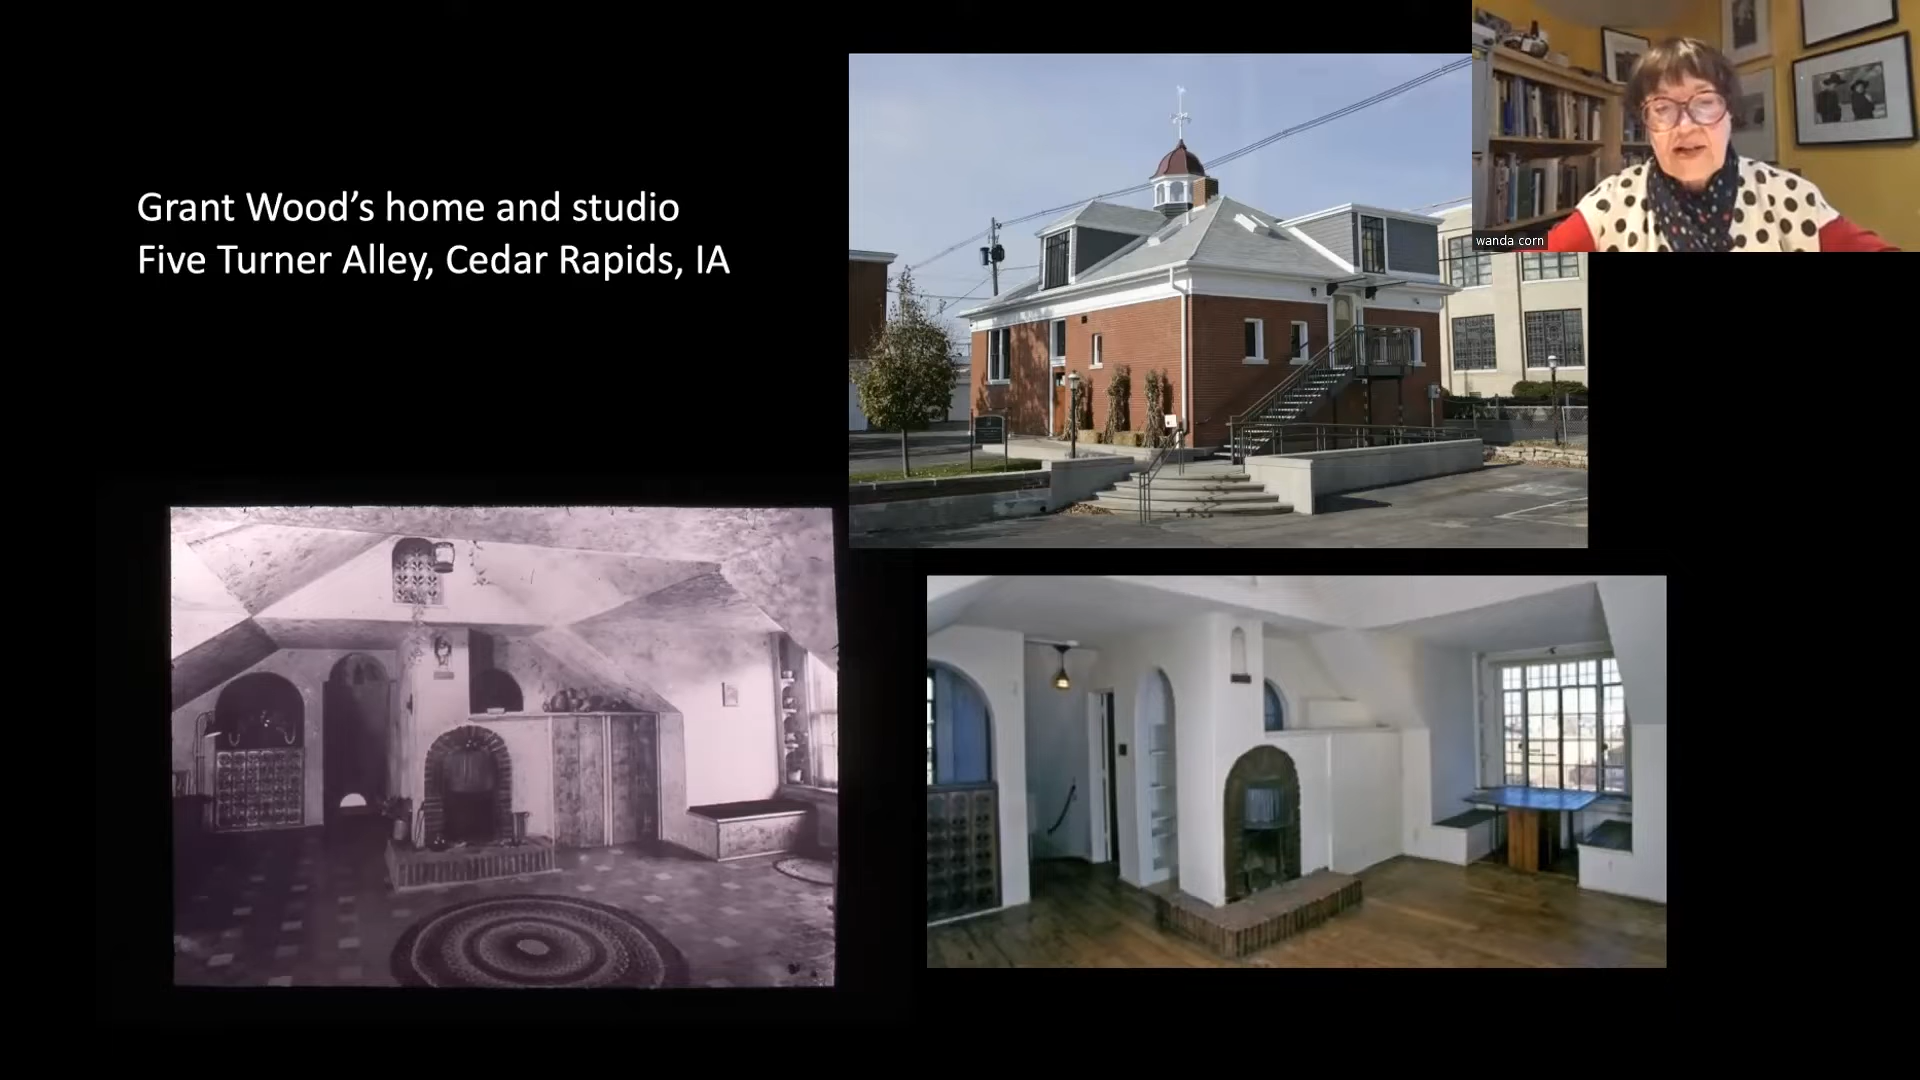 Grant Wood’s home and studio
Five Turner Alley, Cedar Rapids, IA
wanda corn